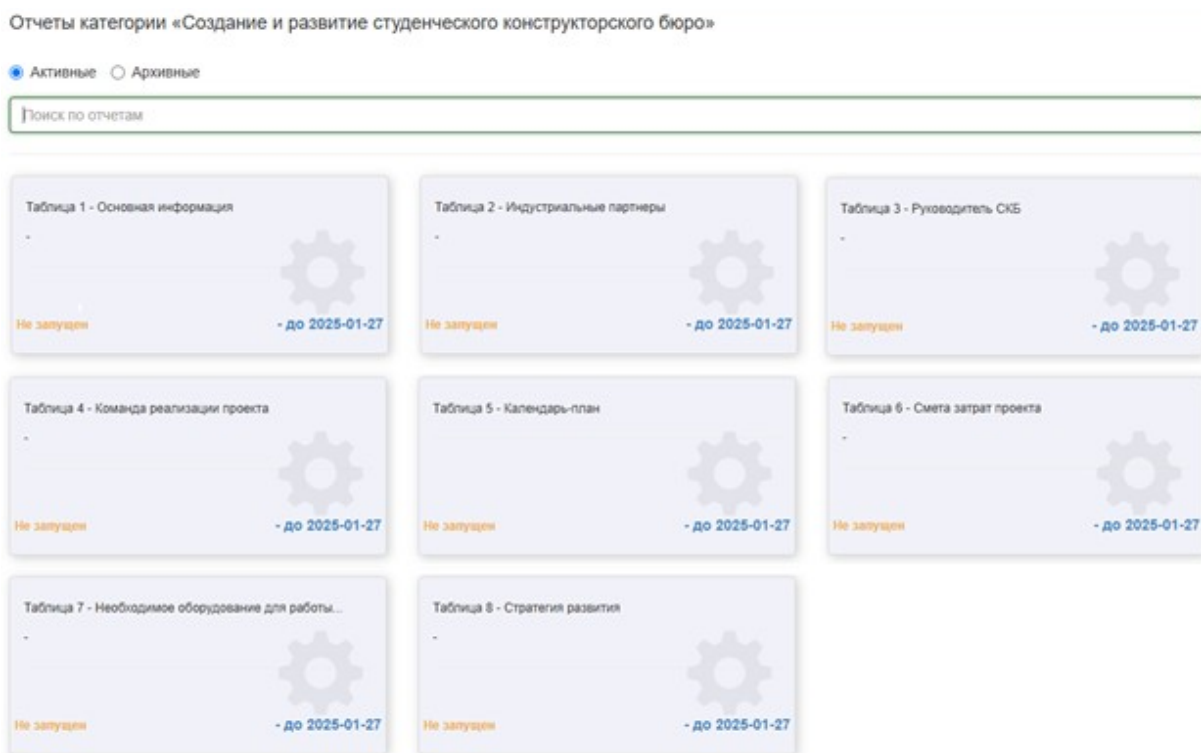 Отчеты категории «Создание и развитие студенческого конструкторского бюро»
Активные Архивные
Поиск по отчетам
Таблица 1 - Основная информация
-
Не запущен - до 2025-01-27
Таблица 2 - Индустриальные партнеры
-
Не запущен - до 2025-01-27
Таблица 3 - Руководитель СКБ
-
Не запущен - до 2025-01-27
Таблица 4 - Команда реализации проекта
-
Не запущен - до 2025-01-27
Таблица 5 - Календарь-план
Не запущен - до 2025-01-27
Таблица 6 - Смета затрат проекта
-
Не запущен - до 2025-01-27
Таблица 7 - Необходимое оборудование для работы...
-
Не запущен - до 2025-01-27
Таблица 8 - Стратегия развития
-
Не запущен - до 2025-01-27